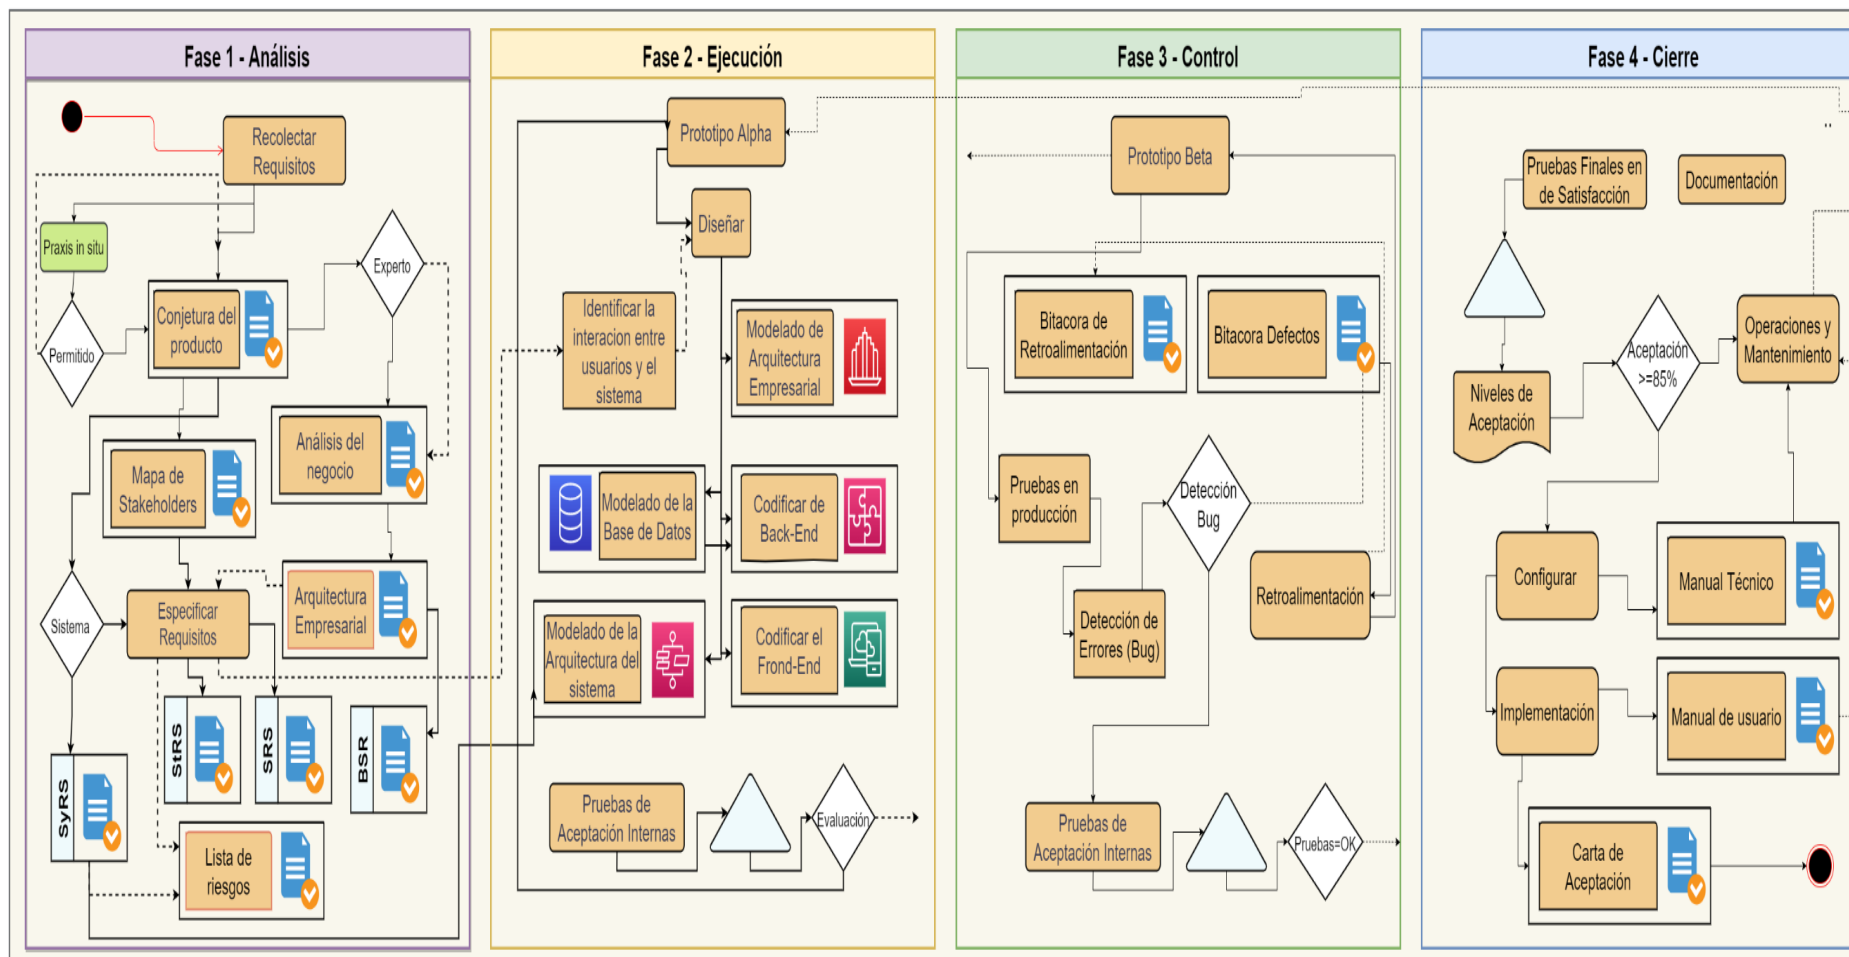 Fase 1 - Análisis
Recolectar
Requisitos
Praxis in situ
Experto
Permitido
Conjetura del
producto
Análisis del
negocio
Mapa de
Stakeholders
Sistema
Especificar
Requisitos
Arquitectura
Empresarial
SyRS
StRS
SRS
BSR
Lista de
riesgos
Fase 2 - Ejecución
Prototipo Alpha
Diseñar
Identificar la
interacion entre
usuarios y el
sistema
Modelado de
Arquitectura
Empresarial
Modelado de la
Base de Datos
Codificar de
Back-End
Modelado de la
Arquitectura del
sistema
Codificar el
Frond-End
Pruebas de
Aceptación Internas
Evaluación
Fase 3 - Control
Prototipo Beta
Bitacora de
Retroalimentación
Bitacora Defectos
Pruebas en
producción
Detección
Bug
Detección de
Errores (Bug)
Retroalimentación
Pruebas de
Aceptación Internas
Pruebas=OK
Fase 4 - Cierre
Pruebas Finales en
de Satisfacción
Documentación
Niveles de
Aceptación
Aceptación
>=85%
Operaciones y
Mantenimiento
Configurar
Manual Técnico
Implementación
Manual de usuario
Carta de
Aceptación